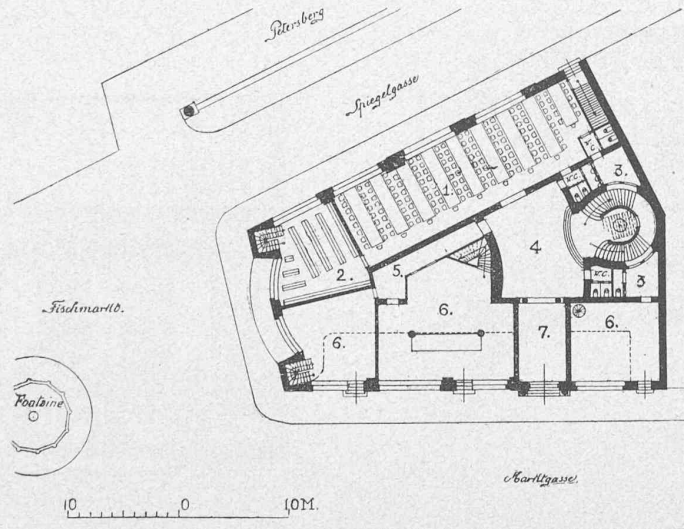 Petersberg
Spiegelgasse
W.C.
W.C.
3.
1.
4
2.
5.
W.C.
3
Fischmarkt.
6.
6.
7.
6.
Fontaine
Marktgasse.
10 0 10 M.